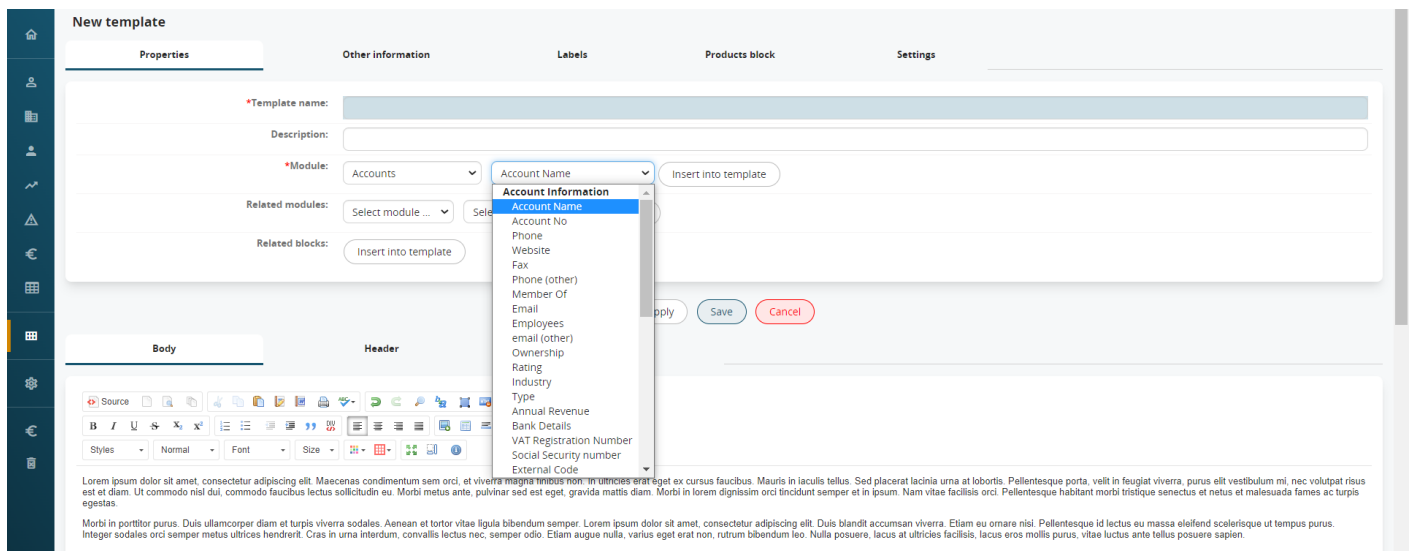 New template
Properties Other information Labels Products block Settings
*Template name:
Description:
*Module: Accounts Account Name Insert into template
Related modules: Select module ... Sele
Related blocks: Insert into template
Account Information
Account Name
Account No
Phone
Website
Fax
Phone (other)
Member Of
Email
Employees
email (other)
Ownership
Rating
Industry
Type
Annual Revenue
Bank Details
VAT Registration Number
Social Security number
External Code
pply Save Cancel
Body Header
Source
B I U S X₂ X²
Styles Normal Font Size
Lorem ipsum dolor sit amet, consectetur adipiscing elit. Maecenas condimentum sem orci, et viverra magna finibus non. In ultricies erat eget ex cursus faucibus. Mauris in iaculis tellus. Sed placerat lacinia urna at lobortis. Pellentesque porta, velit in feugiat viverra, purus elit vestibulum mi, nec volutpat risus
est et diam. Ut commodo nisl dui, commodo faucibus lectus sollicitudin eu. Morbi metus ante, pulvinar sed est eget, gravida mattis diam. Morbi in lorem dignissim orci tincidunt semper et in ipsum. Nam vitae facilisis orci. Pellentesque habitant morbi tristique senectus et netus et malesuada fames ac turpis
egestas.
Morbi in porttitor purus. Duis ullamcorper diam et turpis viverra sodales. Aenean et tortor vitae ligula bibendum semper. Lorem ipsum dolor sit amet, consectetur adipiscing elit. Duis blandit accumsan viverra. Etiam eu ornare nisi. Pellentesque id lectus eu massa eleifend scelerisque ut tempus purus.
Integer sodales orci semper metus ultrices hendrerit. Cras in urna interdum, convallis lectus nec, semper odio. Etiam augue nulla, varius eget erat non, rutrum bibendum leo. Nulla posuere, lacus at ultricies facilisis, lacus eros mollis purus, vitae luctus ante tellus posuere sapien.